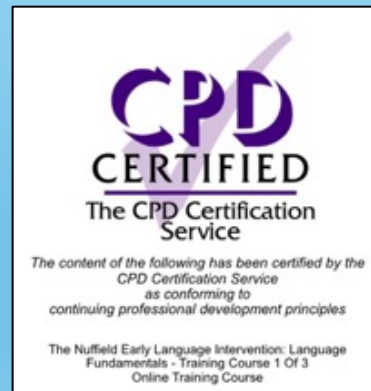 CPD
CERTIFIED
The CPD Certification
Service
The content of the following has been certified by the
CPD Certification Service
as conforming to
continuing professional development principles
The Nuffield Early Language Intervention: Language
Fundamentals - Training Course 1 Of 3
Online Training Course